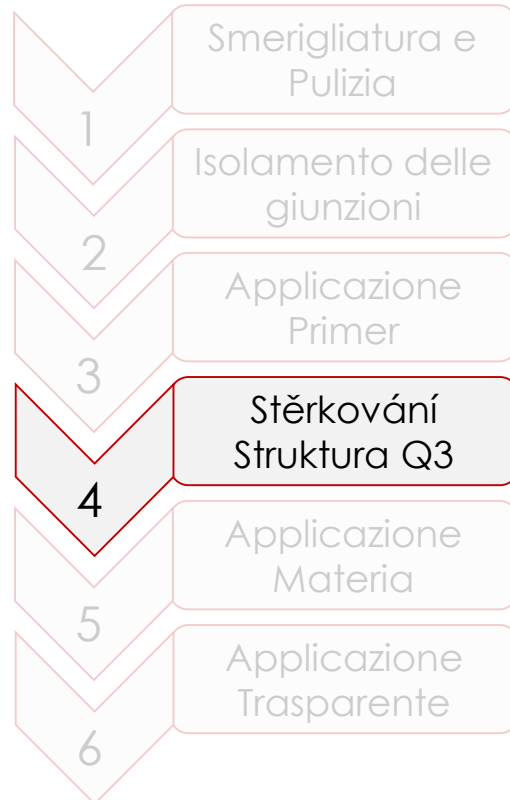 1
Smerigliatura e
Pulizia
2
Isolamento delle
giunzioni
3
Applicazione
Primer
4
Stěrkování
Struktura Q3
5
Applicazione
Materia
6
Applicazione
Trasparente